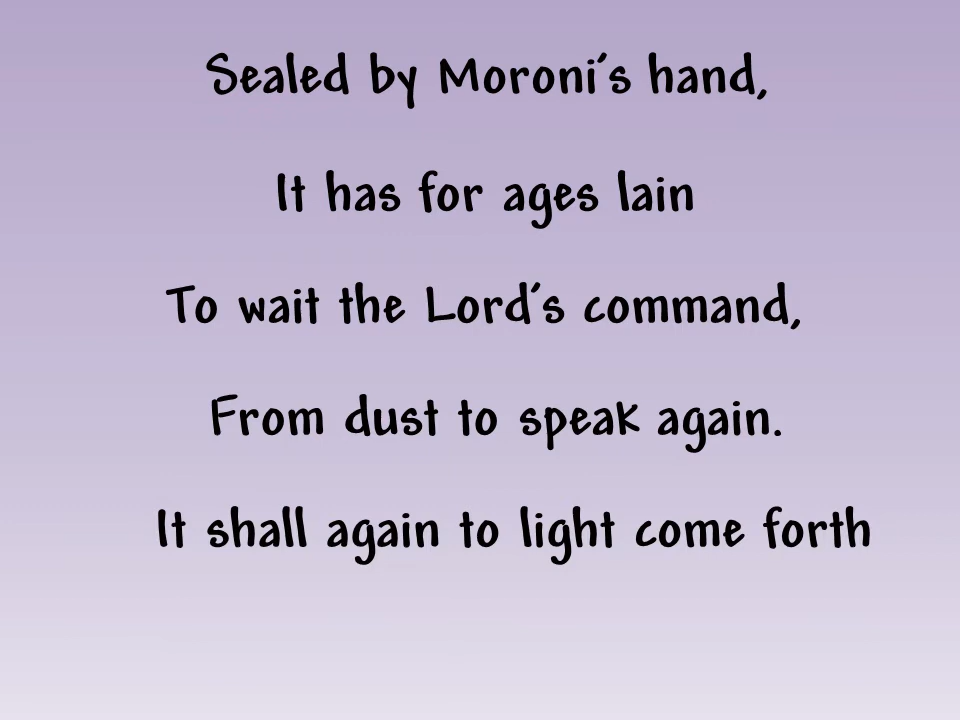 Sealed by Moroni's hand,
It has for ages lain
To wait the Lord's command,
From dust to speak again.
It shall again to light come forth